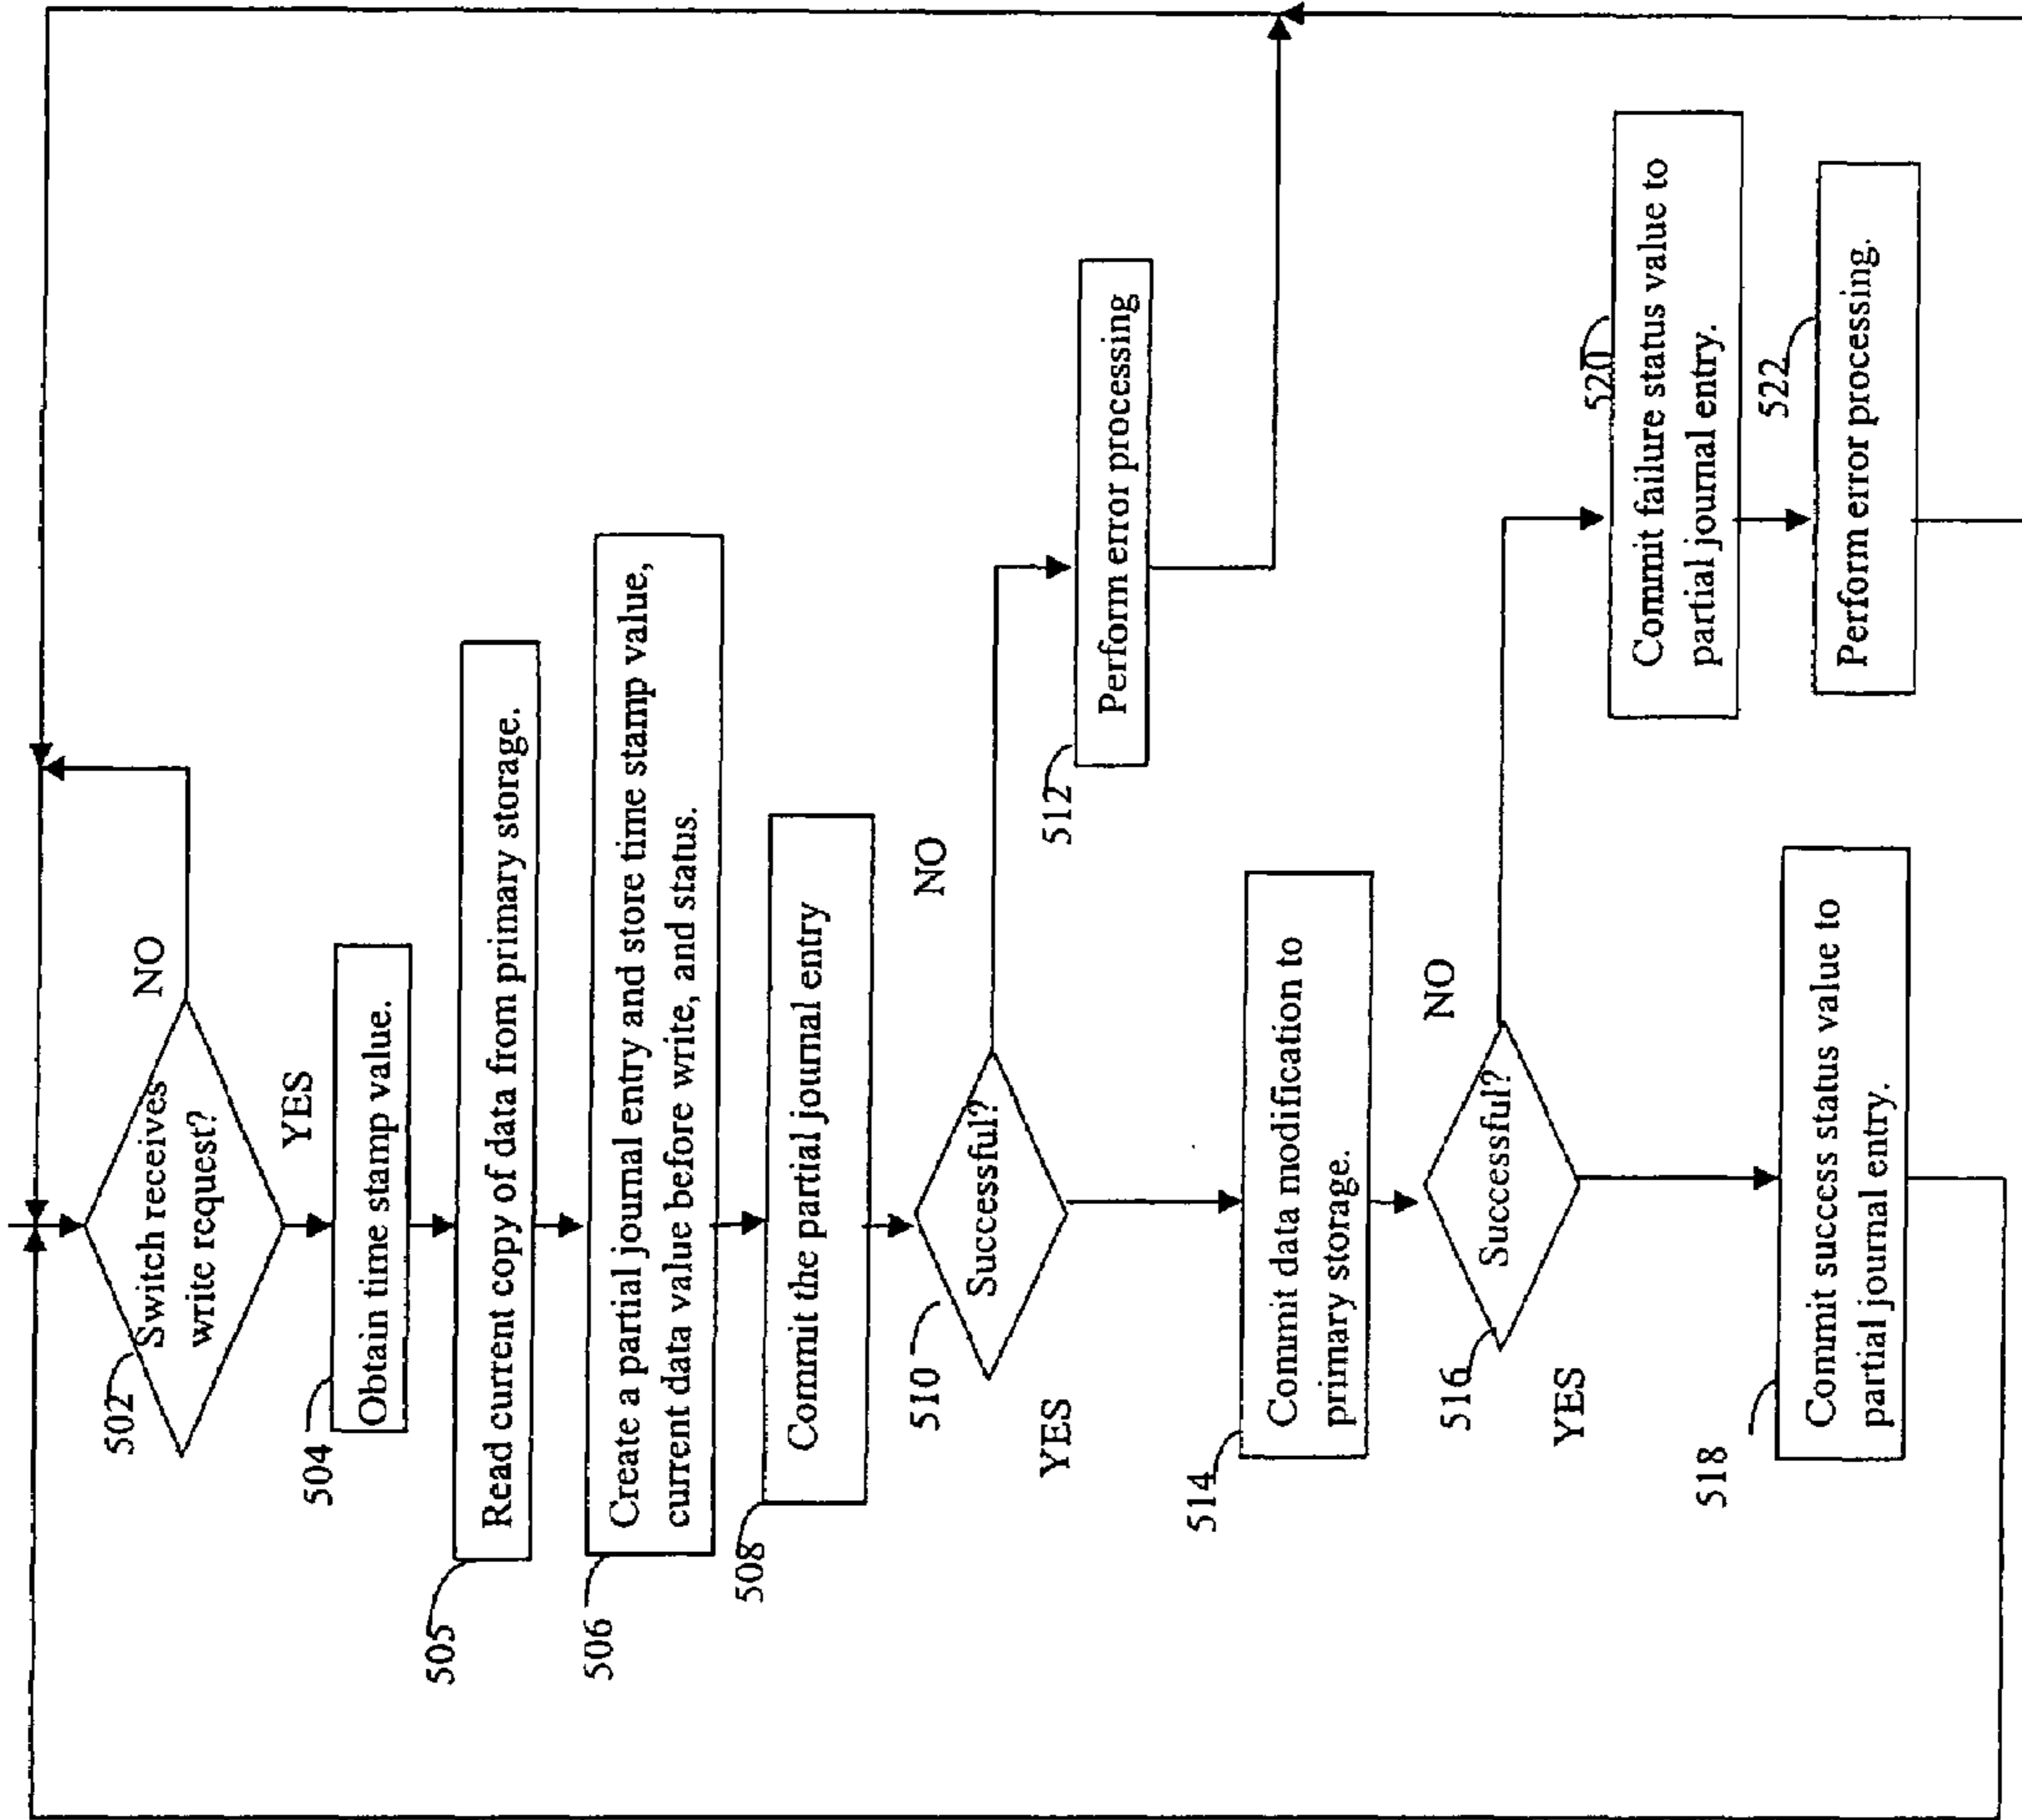 502
Switch receives
write request?
NO
YES
504
Obtain time stamp value.
505
Read current copy of data from primary storage.
506
Create a partial journal entry and store time stamp value,
current data value before write, and status.
508
Commit the partial journal entry
510
Successful?
NO
YES
512
Perform error processing
514
Commit data modification to
primary storage.
516
Successful?
NO
YES
520
Commit failure status value to
partial journal entry.
522
Perform error processing.
518
Commit success status value to
partial journal entry.